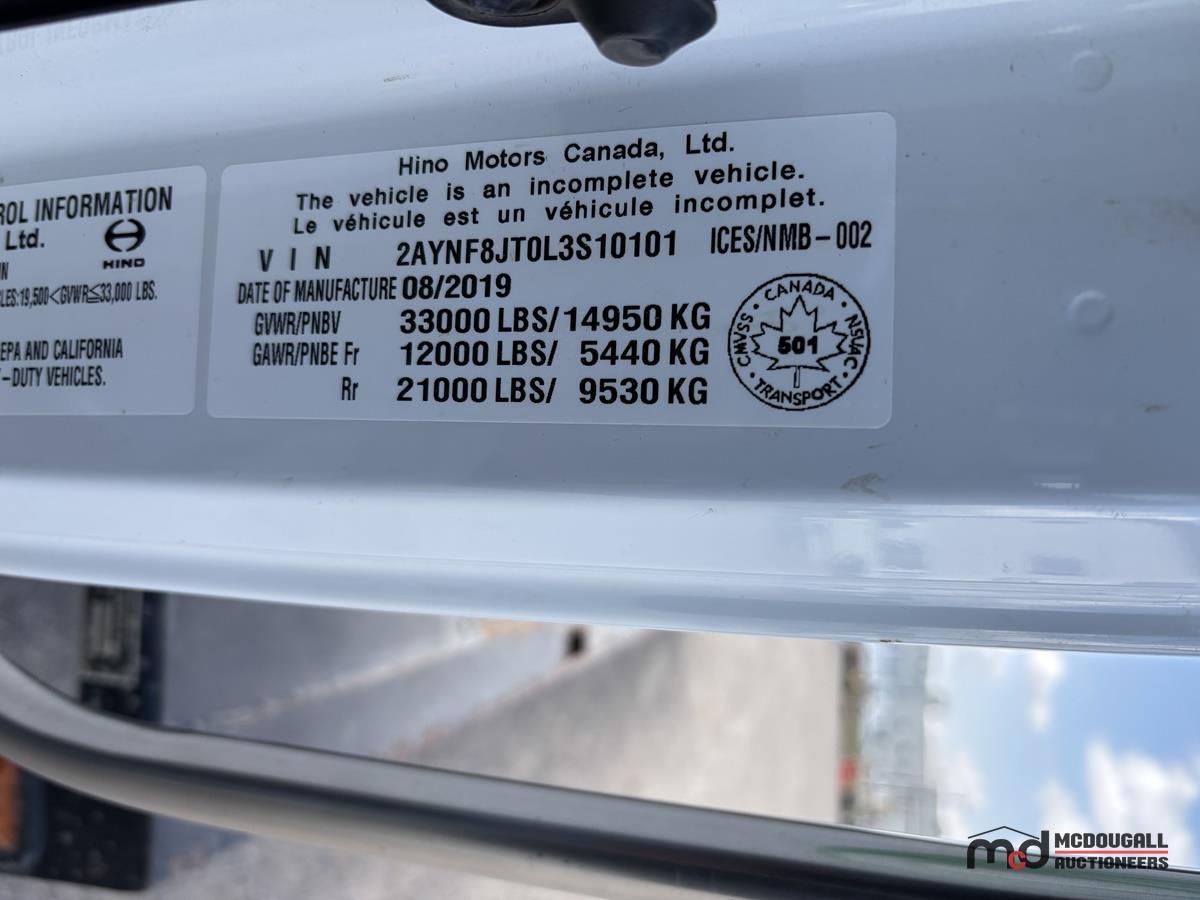 ROL INFORMATION
Ltd.
HINO
LES:19,500<GVWR≦33,000 LBS.
EPA AND CALIFORNIA
-DUTY VEHICLES.
Hino Motors Canada, Ltd.
The vehicle is an incomplete vehicle.
Le véhicule est un véhicule incomplet.
VIN 2AYNF8JT0L3S10101 ICES/NMB-002
DATE OF MANUFACTURE 08/2019
GVWR/PNBV 33000 LBS/14950 KG
GAWR/PNBE Fr 12000 LBS/ 5440 KG
Rr 21000 LBS/ 9530 KG
CANADA
CMVSS · NSVAC
501
TRANSPORT
mcd MCDOUGALL
AUCTIONEERS